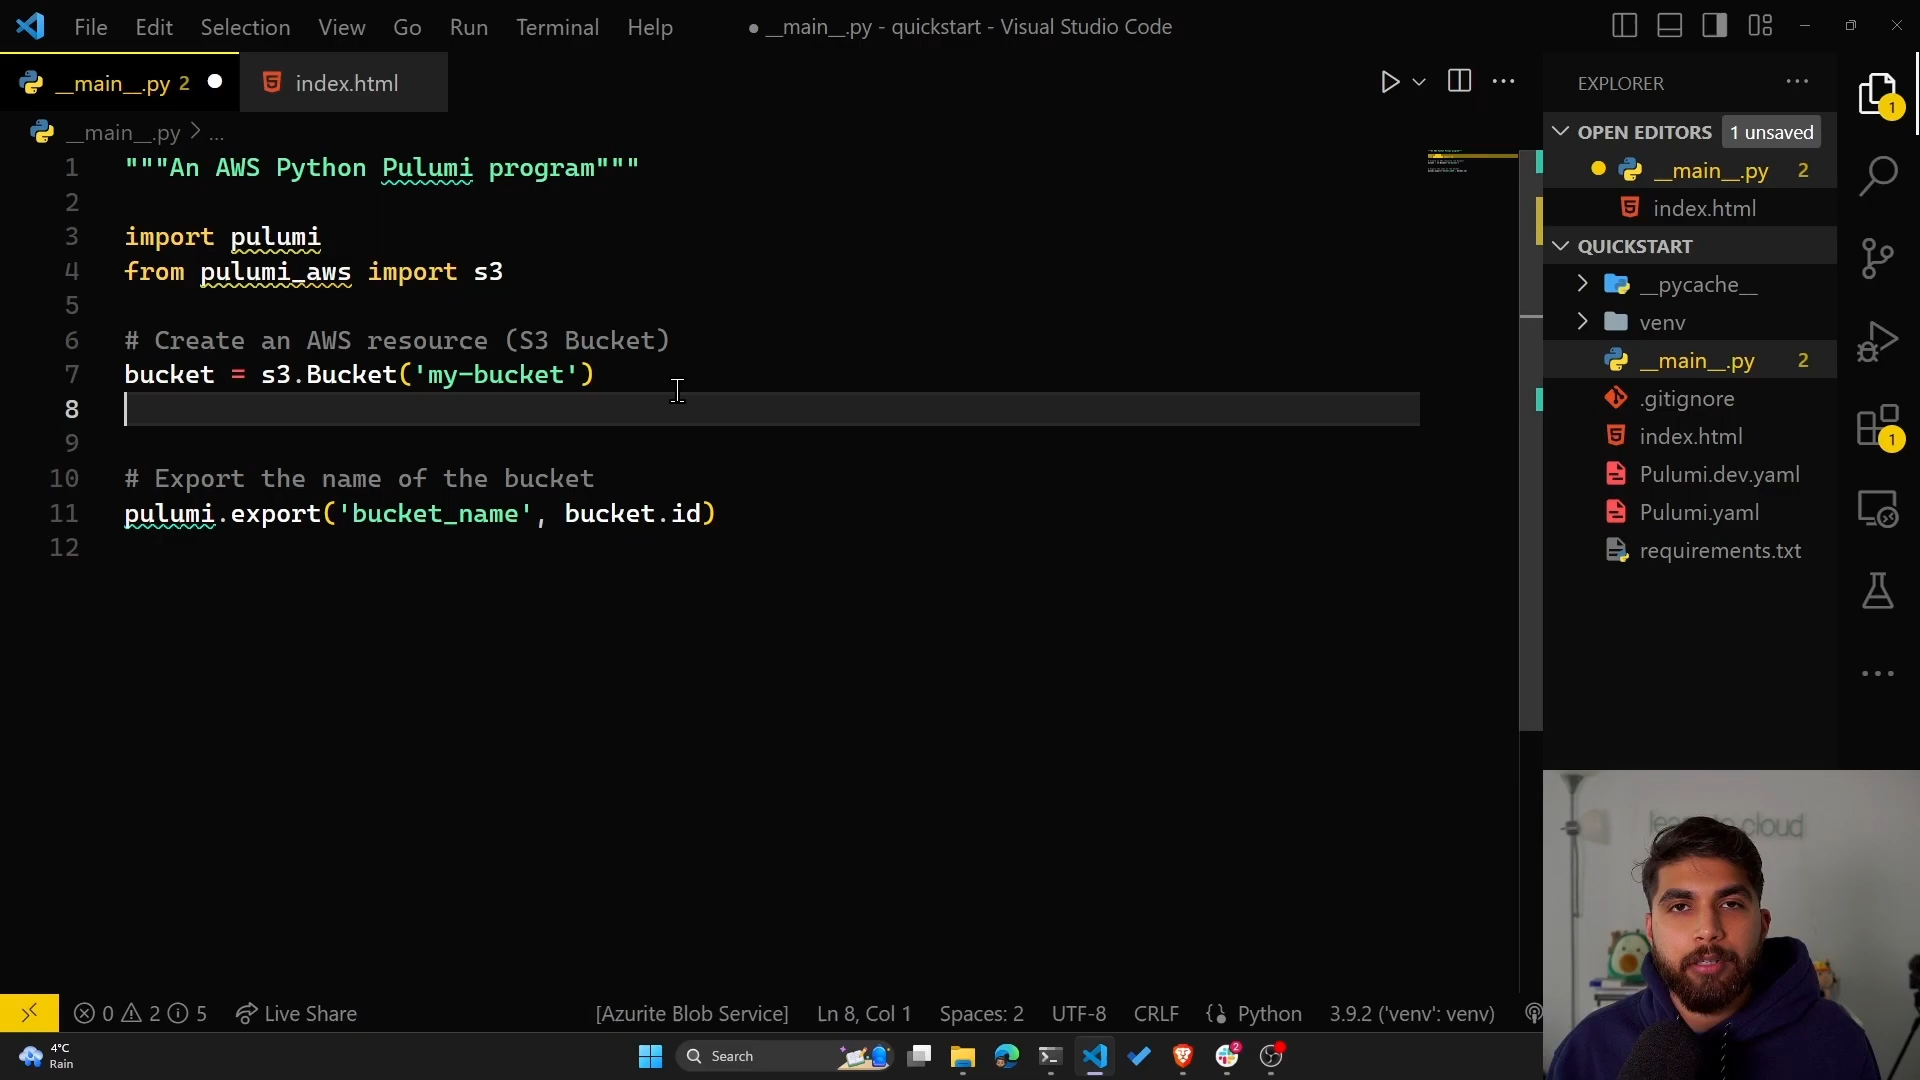 File Edit Selection View Go Run Terminal Help
● __main__.py - quickstart - Visual Studio Code
__main__.py 2
index.html
__main__.py > ...
1 """An AWS Python Pulumi program"""
2
3 import pulumi
4 from pulumi_aws import s3
5
6 # Create an AWS resource (S3 Bucket)
7 bucket = s3.Bucket('my-bucket')
8
9
10 # Export the name of the bucket
11 pulumi.export('bucket_name', bucket.id)
12
EXPLORER
OPEN EDITORS 1 unsaved
__main__.py 2
index.html
QUICKSTART
__pycache__
venv
__main__.py 2
.gitignore
index.html
Pulumi.dev.yaml
Pulumi.yaml
requirements.txt
1
1
cloud
0 2 5 Live Share
[Azurite Blob Service] Ln 8, Col 1 Spaces: 2 UTF-8 CRLF Python 3.9.2 ('venv': venv)
4°C
Rain
Search
2